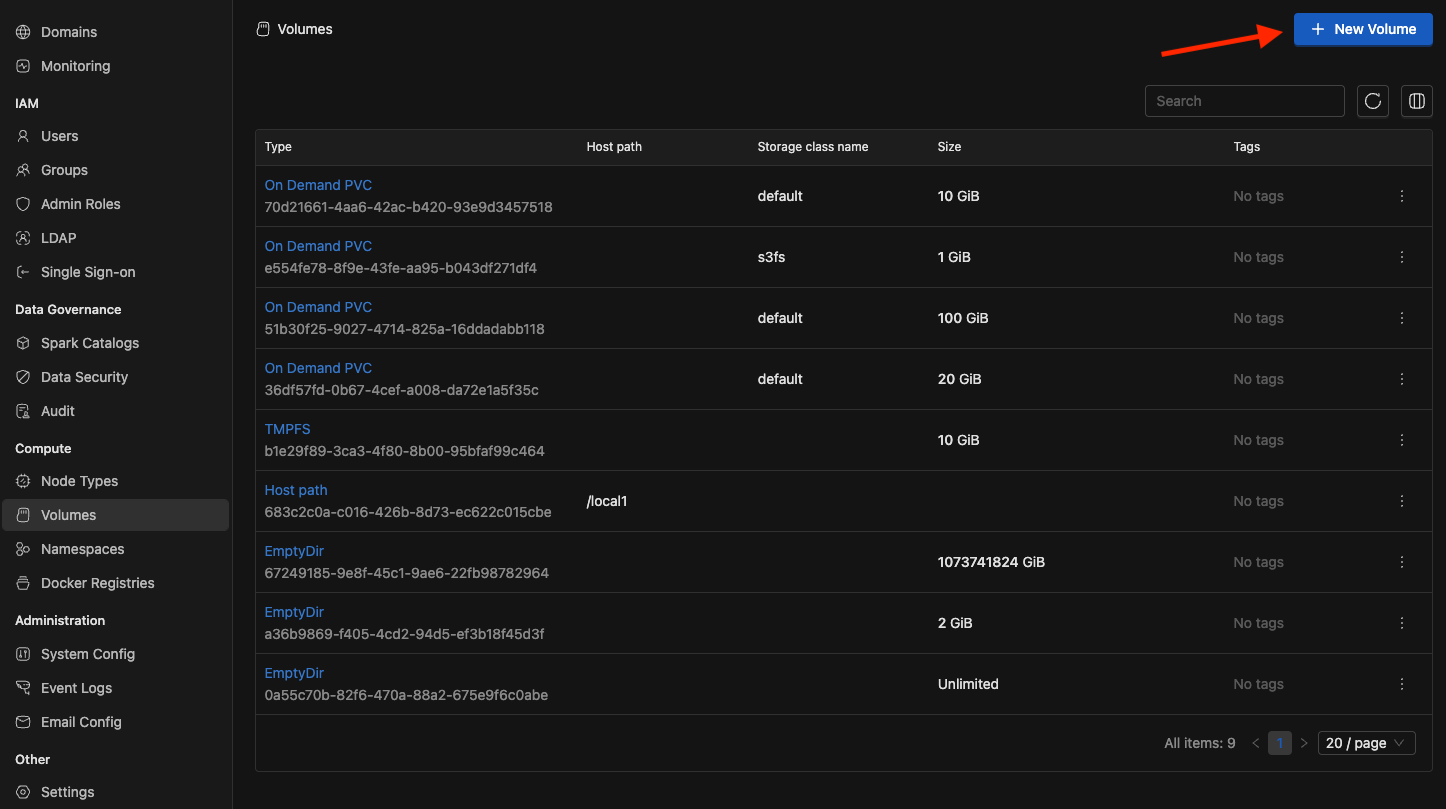 Domains
Monitoring
IAM
Users
Groups
Admin Roles
LDAP
Single Sign-on
Data Governance
Spark Catalogs
Data Security
Audit
Compute
Node Types
Volumes
Namespaces
Docker Registries
Administration
System Config
Event Logs
Email Config
Other
Settings
Volumes
New Volume
Search
Type Host path Storage class name Size Tags
On Demand PVC
70d21661-4aa6-42ac-b420-93e9d3457518
default 10 GiB No tags
On Demand PVC
e554fe78-8f9e-43fe-aa95-b043df271df4
s3fs 1 GiB No tags
On Demand PVC
51b30f25-9027-4714-825a-16ddadabb118
default 100 GiB No tags
On Demand PVC
36df57fd-0b67-4cef-a008-da72e1a5f35c
default 20 GiB No tags
TMPFS
b1e29f89-3ca3-4f80-8b00-95bfaf99c464
10 GiB No tags
Host path
683c2c0a-c016-426b-8d73-ec622c015cbe
/local1 No tags
EmptyDir
67249185-9e8f-45c1-9ae6-22fb98782964
1073741824 GiB No tags
EmptyDir
a36b9869-f405-4cd2-94d5-ef3b18f45d3f
2 GiB No tags
EmptyDir
0a55c70b-82f6-470a-88a2-675e9f6c0abe
Unlimited No tags
All items: 9 < 1 > 20 / page